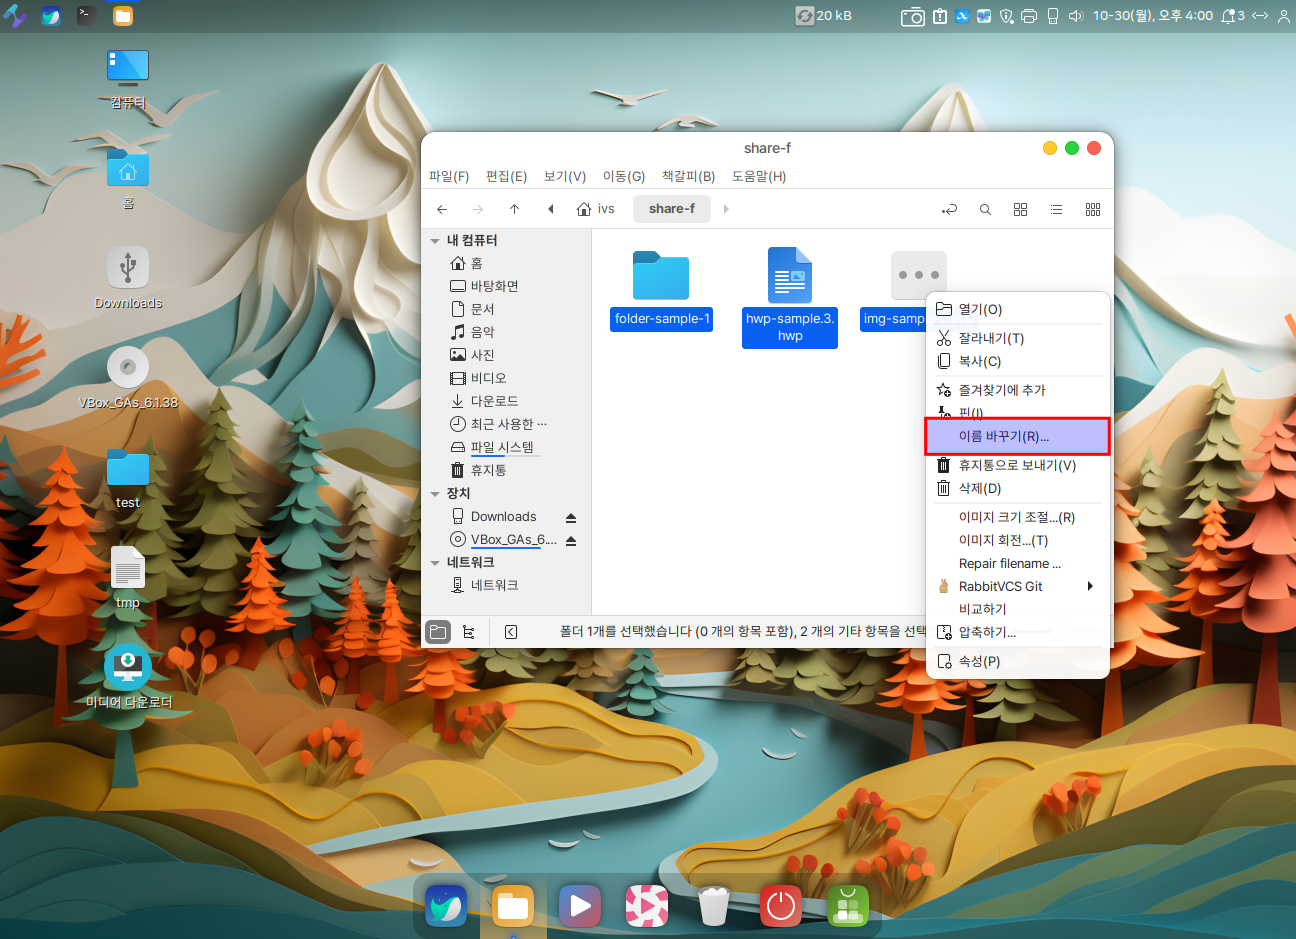 20 kB
10-30(월), 오후 4:00
3
컴퓨터
홈
Downloads
VBox_GAs_6.1.38
test
tmp
미디어 다운로더
share-f
파일(F) 편집(E) 보기(V) 이동(G) 책갈피(B) 도움말(H)
ivs
share-f
내 컴퓨터
홈
바탕화면
문서
음악
사진
비디오
다운로드
최근 사용한 ...
파일 시스템
휴지통
장치
Downloads
VBox_GAs_6....
네트워크
네트워크
folder-sample-1
hwp-sample.3.
hwp
img-samp
열기(O)
잘라내기(T)
복사(C)
즐겨찾기에 추가
핀(I)
이름 바꾸기(R)...
휴지통으로 보내기(V)
삭제(D)
이미지 크기 조절...(R)
이미지 회전...(T)
Repair filename ...
RabbitVCS Git
비교하기
압축하기...
속성(P)
폴더 1개를 선택했습니다 (0 개의 항목 포함), 2 개의 기타 항목을 선택